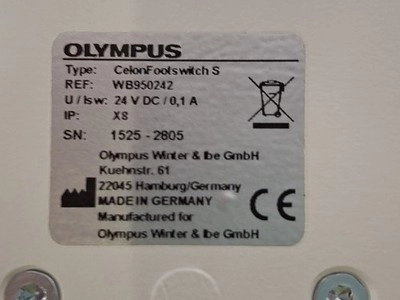 OLYMPUS
Type: CelonFootswitch S
REF: WB950242
U / Isw: 24 V DC / 0,1 A
IP: X8
SN: 1525 - 2805
Olympus Winter & Ibe GmbH
Kuehnstr. 61
22045 Hamburg/Germany
MADE IN GERMANY
Manufactured for
Olympus Winter & Ibe GmbH
CE